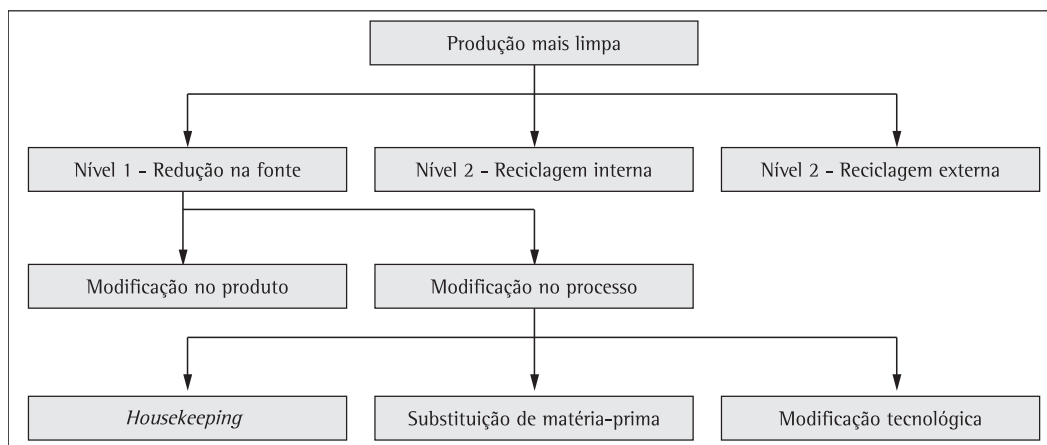 Produção mais limpa
Nível 1 - Redução na fonte
Nível 2 - Reciclagem interna
Nível 2 - Reciclagem externa
Modificação no produto
Modificação no processo
Housekeeping
Substituição de matéria-prima
Modificação tecnológica